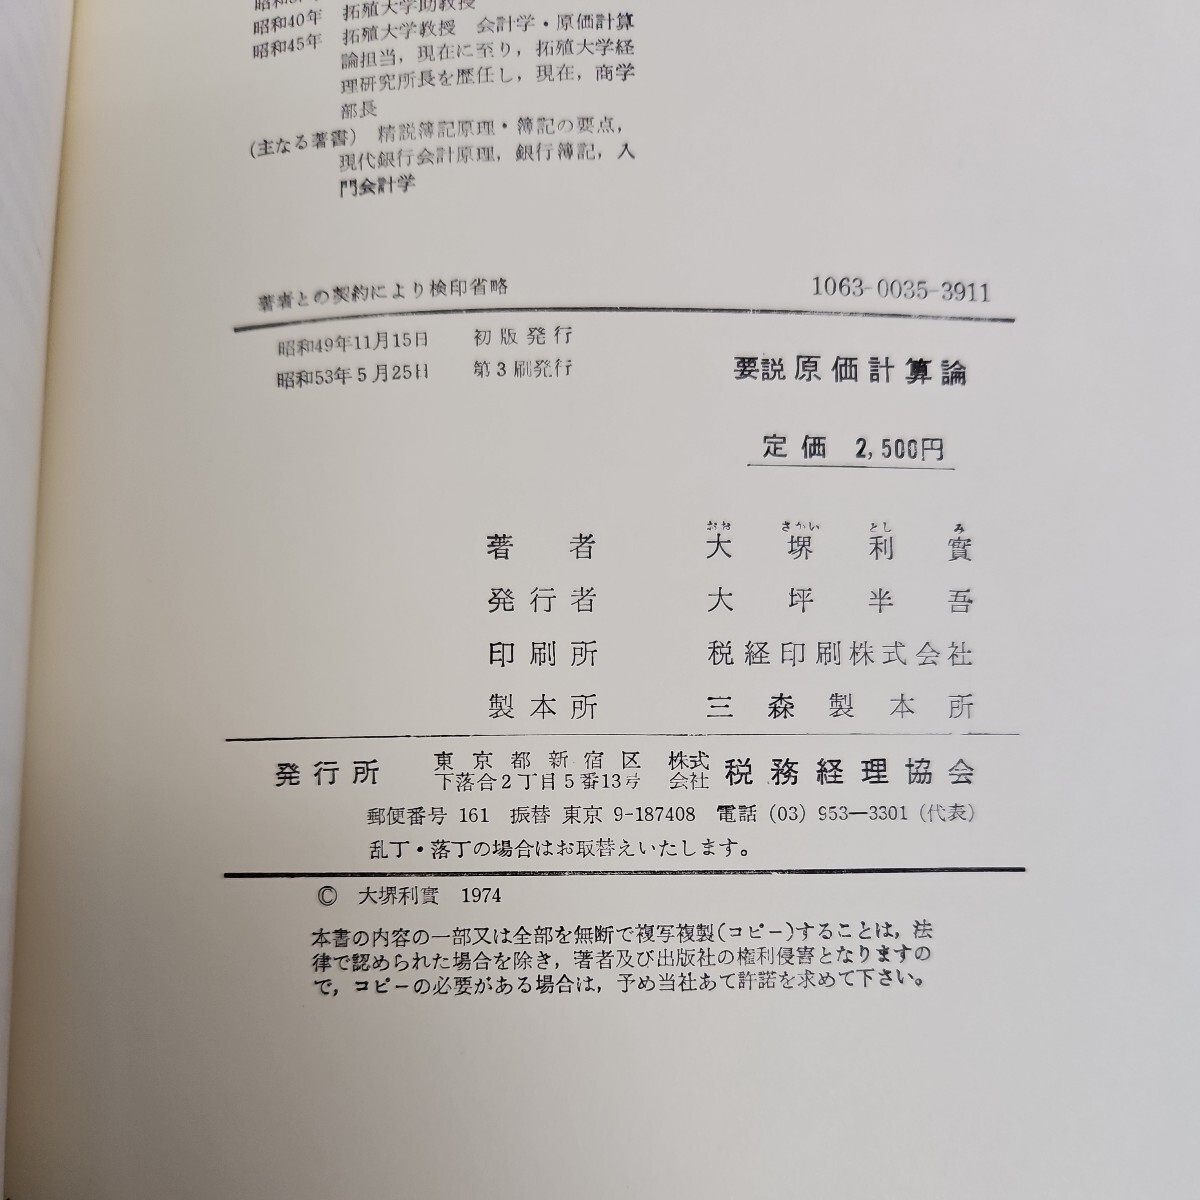 昭和40年　拓殖大学助教授
昭和45年　拓殖大学教授　会計学・原価計算
論担当，現在に至り，拓殖大学経
理研究所長を歴任し，現在，商学
部長
(主なる著書)　精説簿記原理・簿記の要点，
現代銀行会計原理，銀行簿記，入
門会計学
著者との契約により検印省略　1063-0035-3911
昭和49年11月15日　初版発行
昭和53年5月25日　第3刷発行
要説原価計算論
定価　2,500円
おお　さかい　とし　み
著者　大堺利實
発行者　大坪半吾
印刷所　税経印刷株式会社
製本所　三森製本所
発行所　東京都新宿区下落合2丁目5番13号　株式会社　税務経理協会
郵便番号 161　振替 東京 9-187408　電話 (03) 953―3301 (代表)
乱丁・落丁の場合はお取替えいたします。
© 大堺利實　1974
本書の内容の一部又は全部を無断で複写複製(コピー)することは，法
律で認められた場合を除き，著者及び出版社の権利侵害となりますの
で，コピーの必要がある場合は，予め当社あて許諾を求めて下さい。